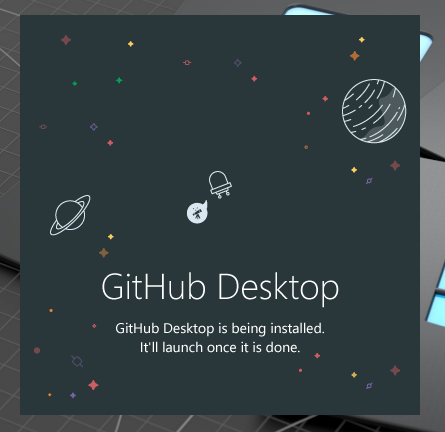 GitHub Desktop
GitHub Desktop is being installed.
It'll launch once it is done.